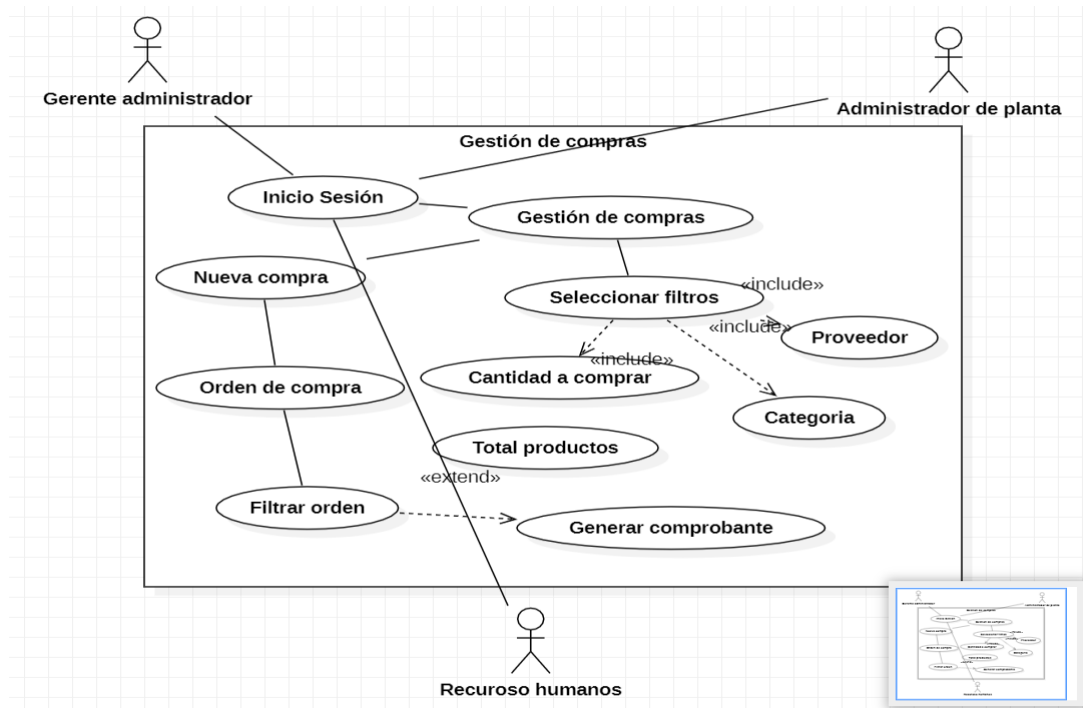 Gerente administrador
Administrador de planta
Gestión de compras
Inicio Sesión
Gestión de compras
Nueva compra
Seleccionar filtros
«include»
«include»
Proveedor
«include»
Cantidad a comprar
Orden de compra
Categoria
Total productos
«extend»
Filtrar orden
Generar comprobante
Recuroso humanos